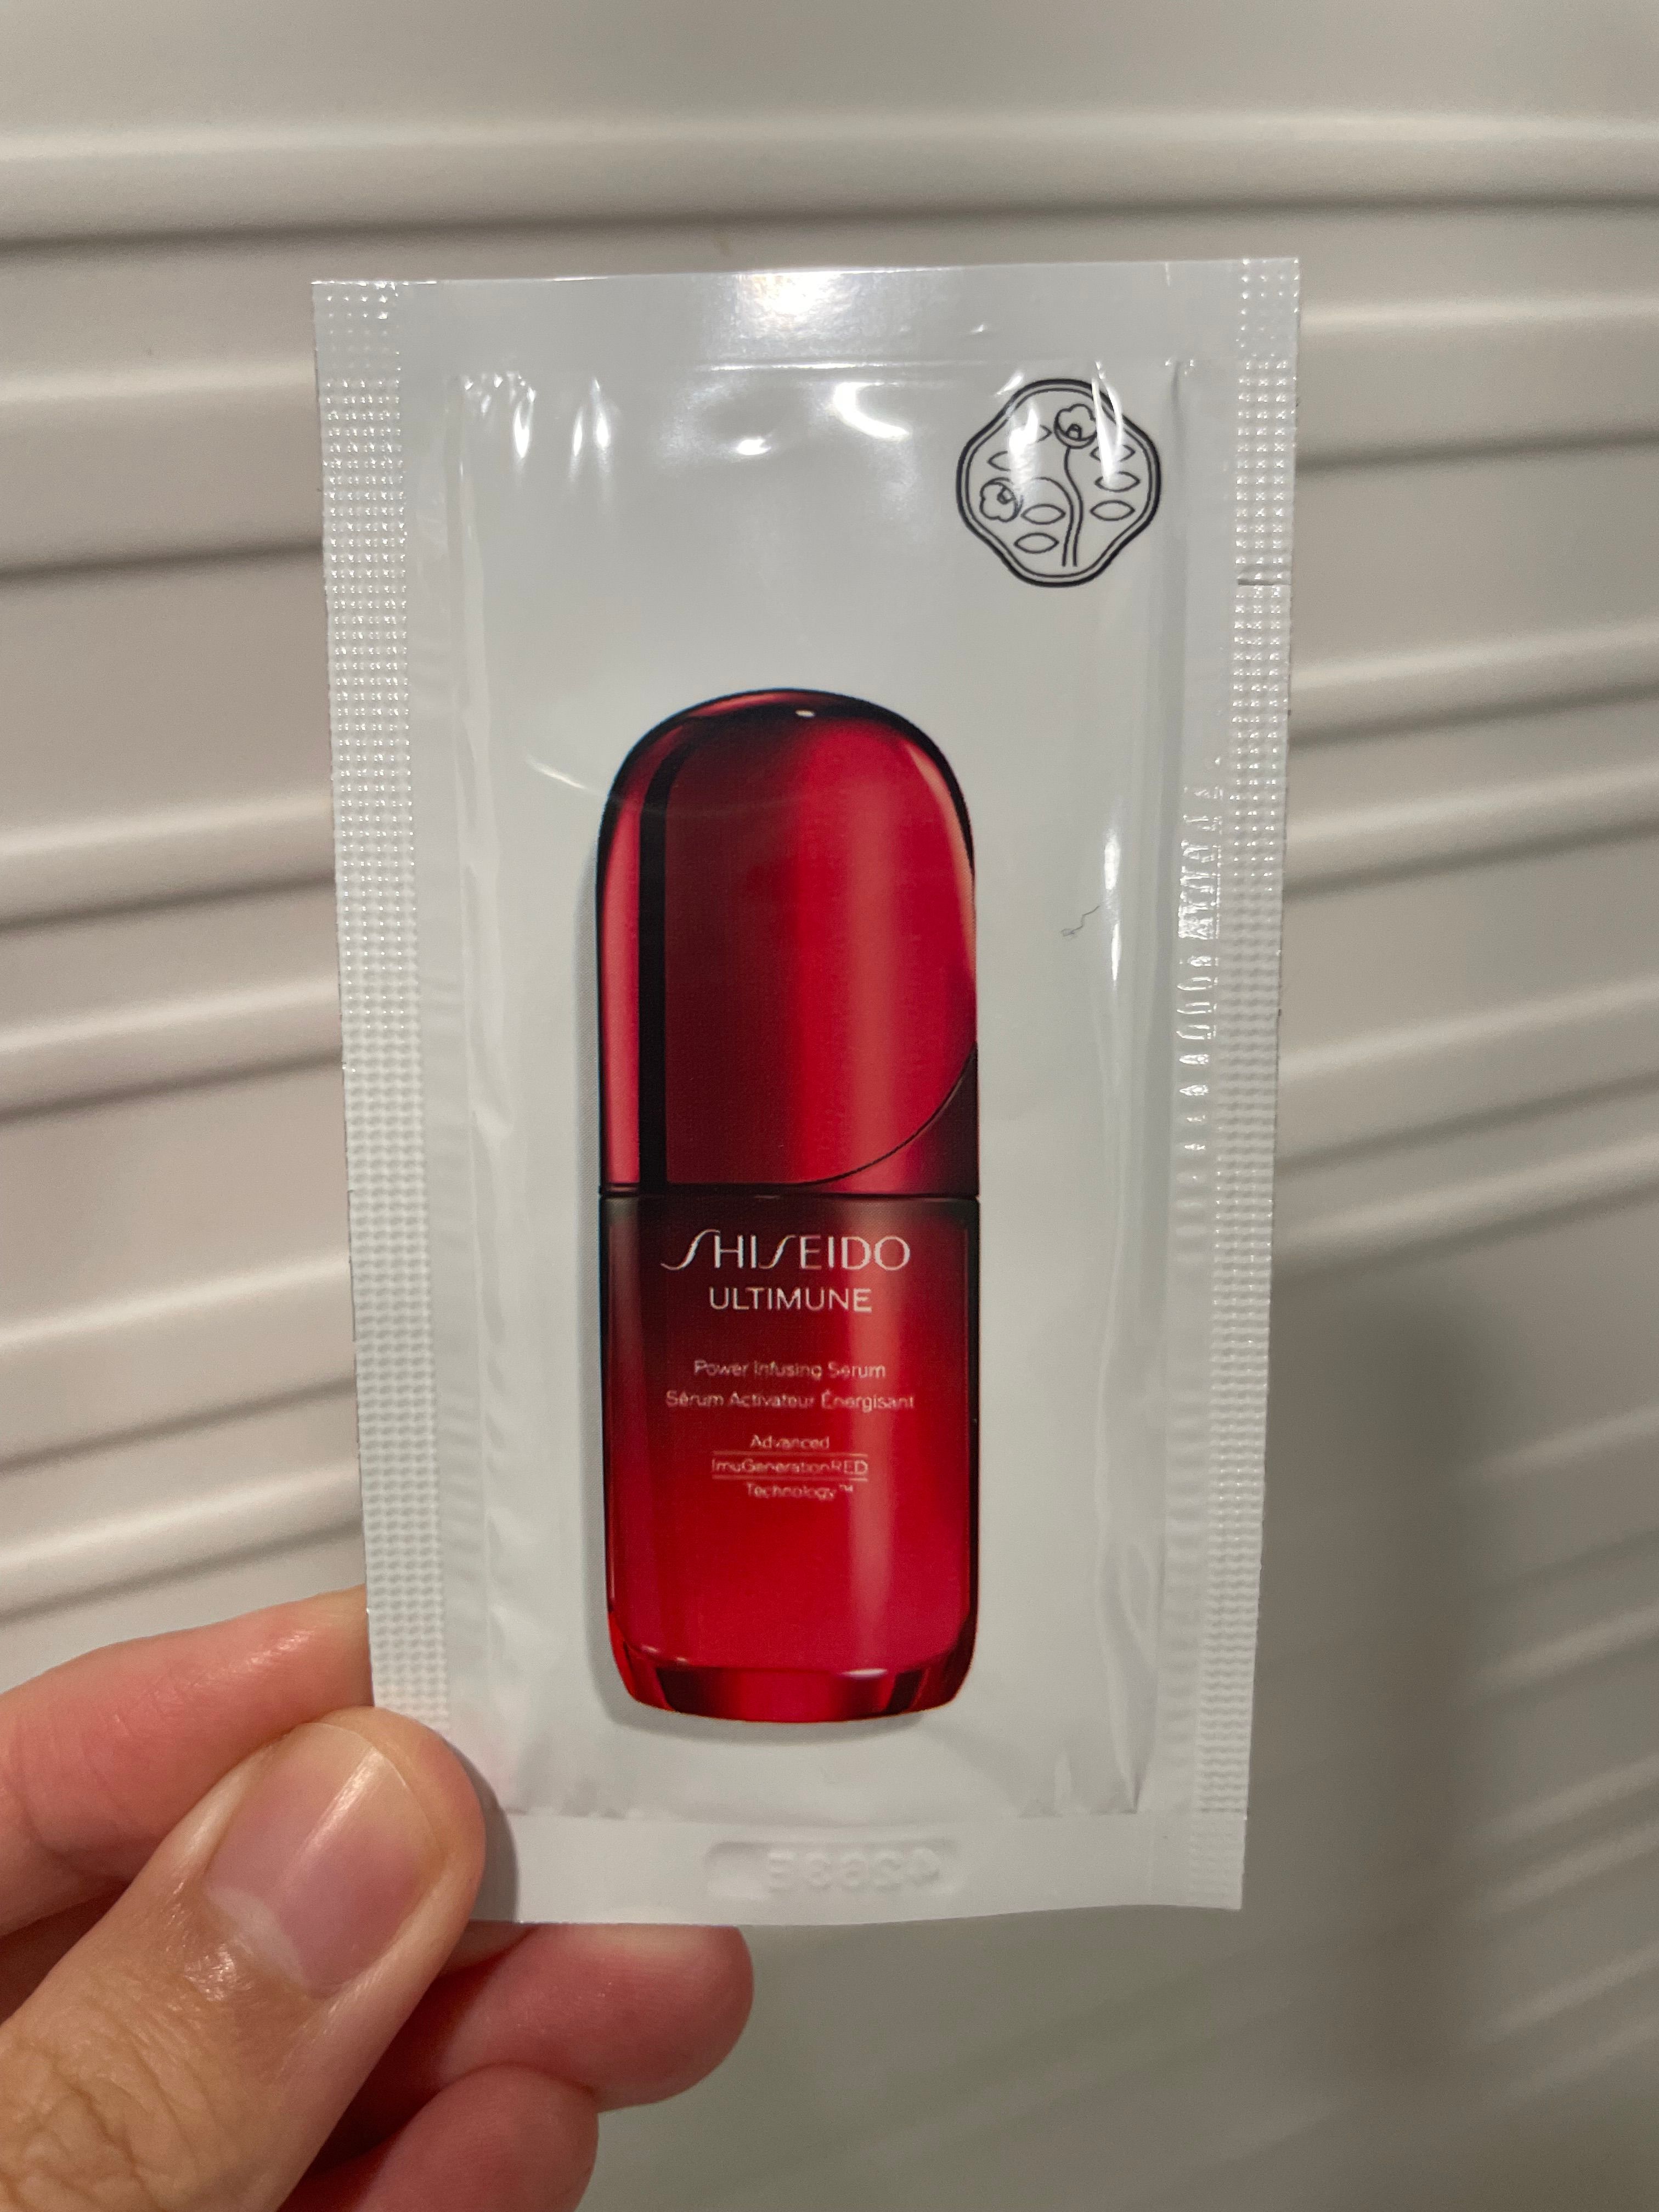 SHISEIDO
ULTIMUNE
Power Infusing Serum
Sérum Activateur Énergisant
Advanced
ImuGenerationRED
Technology™